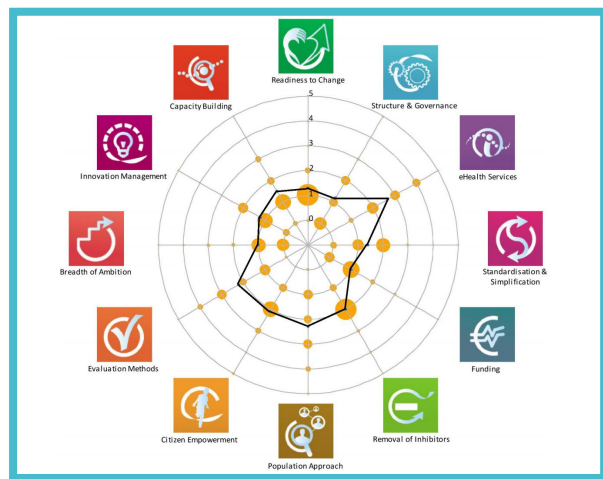 Readiness to Change
Capacity Building
Structure & Governance
5
4
3
2
1
0
Innovation Management
eHealth Services
Breadth of Ambition
Standardisation &
Simplification
Evaluation Methods
Funding
Citizen Empowerment
Removal of Inhibitors
Population Approach